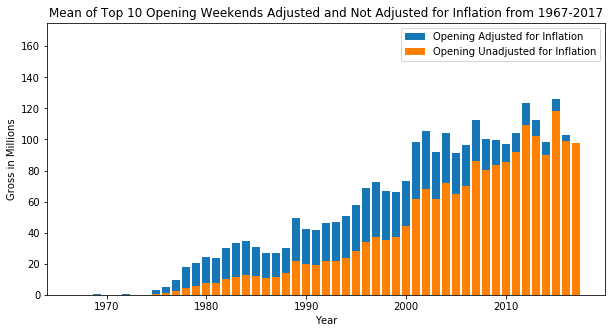 Mean of Top 10 Opening Weekends Adjusted and Not Adjusted for Inflation from 1967-2017
Opening Adjusted for Inflation
Opening Unadjusted for Inflation
160
140
120
100
80
60
40
20
0
Gross in Millions
1970
1980
1990
2000
2010
Year